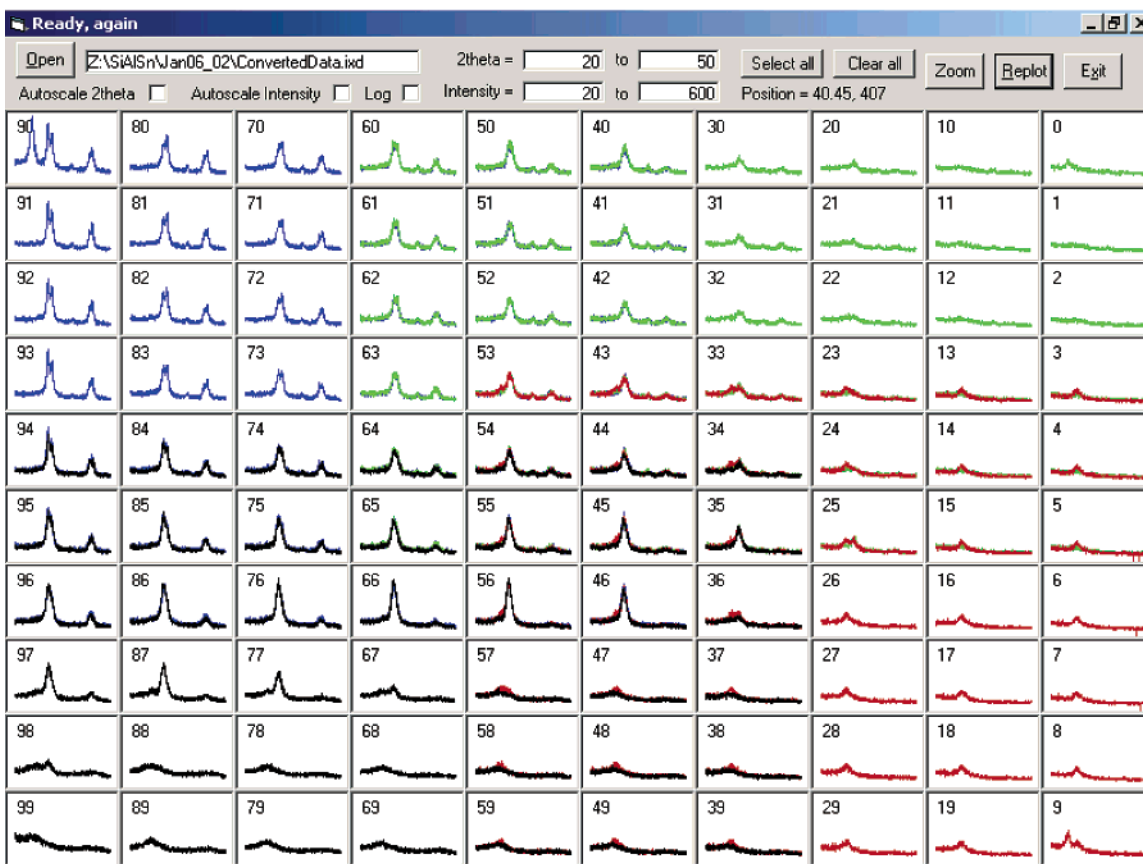 Ready, again
Open Z:\SiAlSn\Jan06_02\ConvertedData.ixd 2theta = 20 to 50 Select all Clear all Zoom Replot Exit
Autoscale 2theta Autoscale Intensity Log Intensity = 20 to 600 Position = 40.45, 407
90 80 70 60 50 40 30 20 10 0
91 81 71 61 51 41 31 21 11 1
92 82 72 62 52 42 32 22 12 2
93 83 73 63 53 43 33 23 13 3
94 84 74 64 54 44 34 24 14 4
95 85 75 65 55 45 35 25 15 5
96 86 76 66 56 46 36 26 16 6
97 87 77 67 57 47 37 27 17 7
98 88 78 68 58 48 38 28 18 8
99 89 79 69 59 49 39 29 19 9